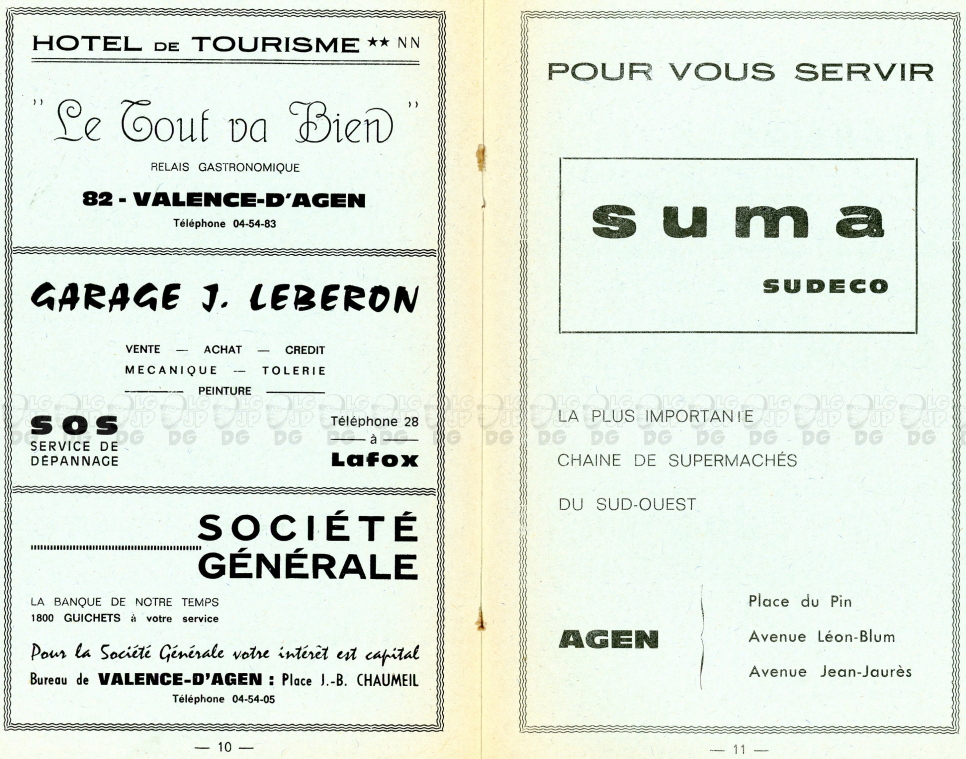 HOTEL DE TOURISME ★★ NN
" Le Tout va Bien "
RELAIS GASTRONOMIQUE
82 - VALENCE-D'AGEN
Téléphone 04-54-83
GARAGE J. LEBERON
VENTE — ACHAT — CREDIT
MECANIQUE — TOLERIE
PEINTURE
SOS
SERVICE DE
DÉPANNAGE
Téléphone 28
— à —
Lafox
SOCIÉTÉ
GÉNÉRALE
LA BANQUE DE NOTRE TEMPS
1800 GUICHETS à votre service
Pour la Société Générale votre intérêt est capital
Bureau de VALENCE-D'AGEN : Place J.-B. CHAUMEIL
Téléphone 04-54-05
— 10 —
POUR VOUS SERVIR
suma
SUDECO
LA PLUS IMPORTANTE
CHAINE DE SUPERMACHÉS
DU SUD-OUEST
AGEN
Place du Pin
Avenue Léon-Blum
Avenue Jean-Jaurès
— 11 —